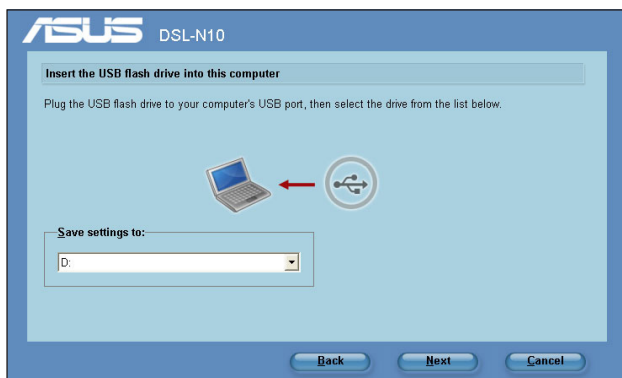 ASUS DSL-N10
Insert the USB flash drive into this computer
Plug the USB flash drive to your computer's USB port, then select the drive from the list below.
Save settings to:
D:
Back Next Cancel